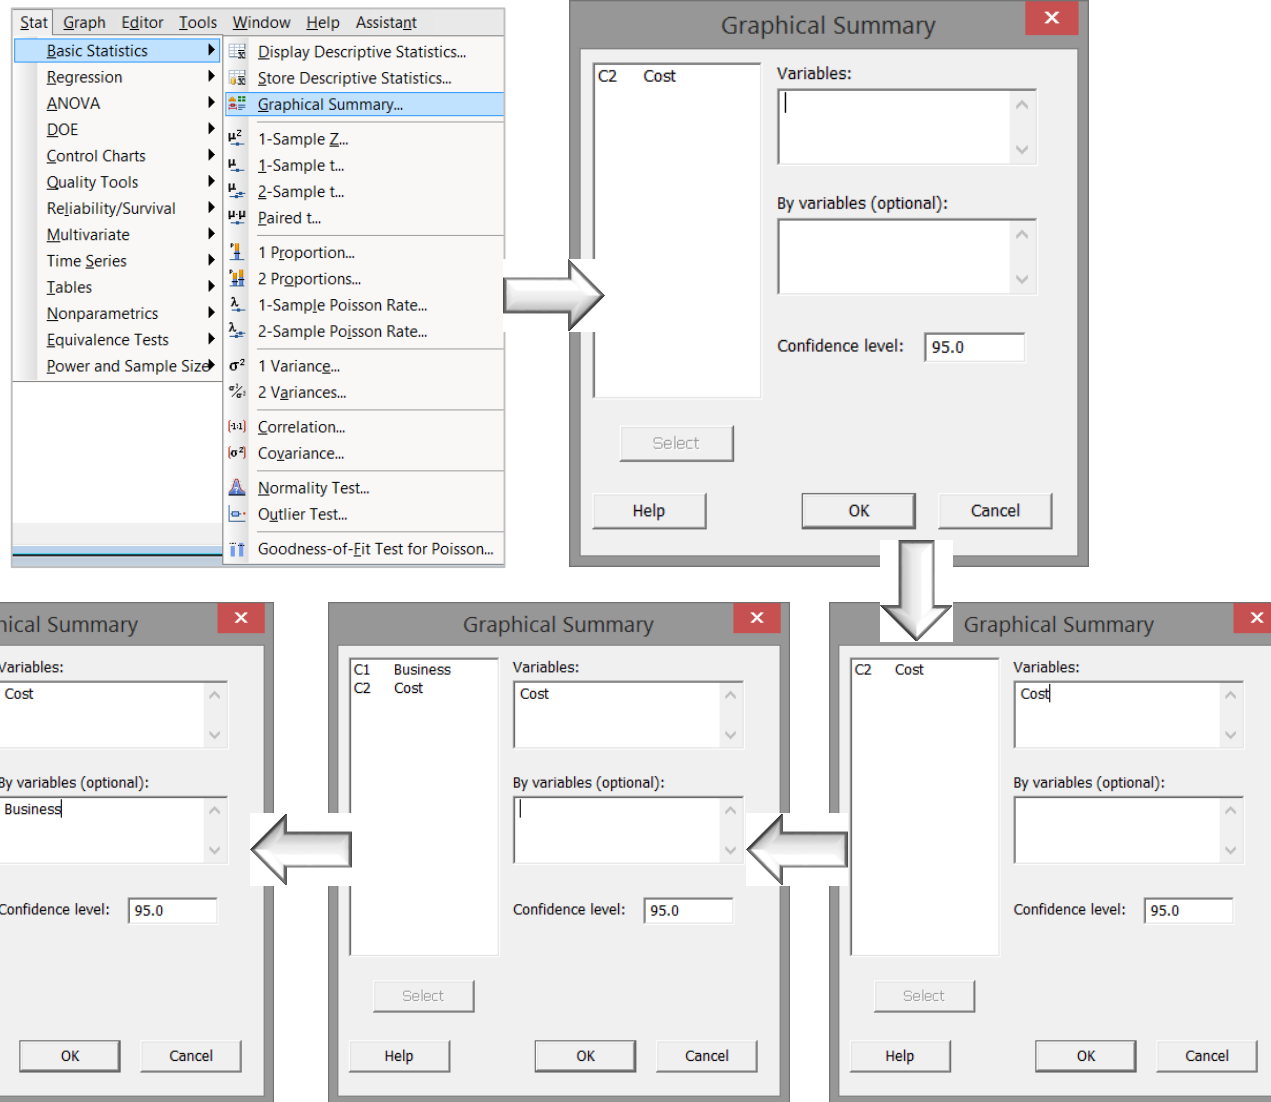 Stat Graph Editor Tools Window Help Assistant
Basic Statistics
Regression
ANOVA
DOE
Control Charts
Quality Tools
Reliability/Survival
Multivariate
Time Series
Tables
Nonparametrics
Equivalence Tests
Power and Sample Size
Display Descriptive Statistics...
Store Descriptive Statistics...
Graphical Summary...
1-Sample Z...
1-Sample t...
2-Sample t...
Paired t...
1 Proportion...
2 Proportions...
1-Sample Poisson Rate...
2-Sample Poisson Rate...
σ² 1 Variance...
2 Variances...
Correlation...
Covariance...
Normality Test...
Outlier Test...
Goodness-of-Fit Test for Poisson...
Graphical Summary
C2 Cost
Variables:
By variables (optional):
Confidence level: 95.0
Select
Help OK Cancel
Graphical Summary
C2 Cost
Variables:
Cost
By variables (optional):
Confidence level: 95.0
Select
Help OK Cancel
Graphical Summary
C1 Business
C2 Cost
Variables:
Cost
By variables (optional):
Confidence level: 95.0
Select
Help OK Cancel
hical Summary
Variables:
Cost
By variables (optional):
Business
Confidence level: 95.0
OK Cancel